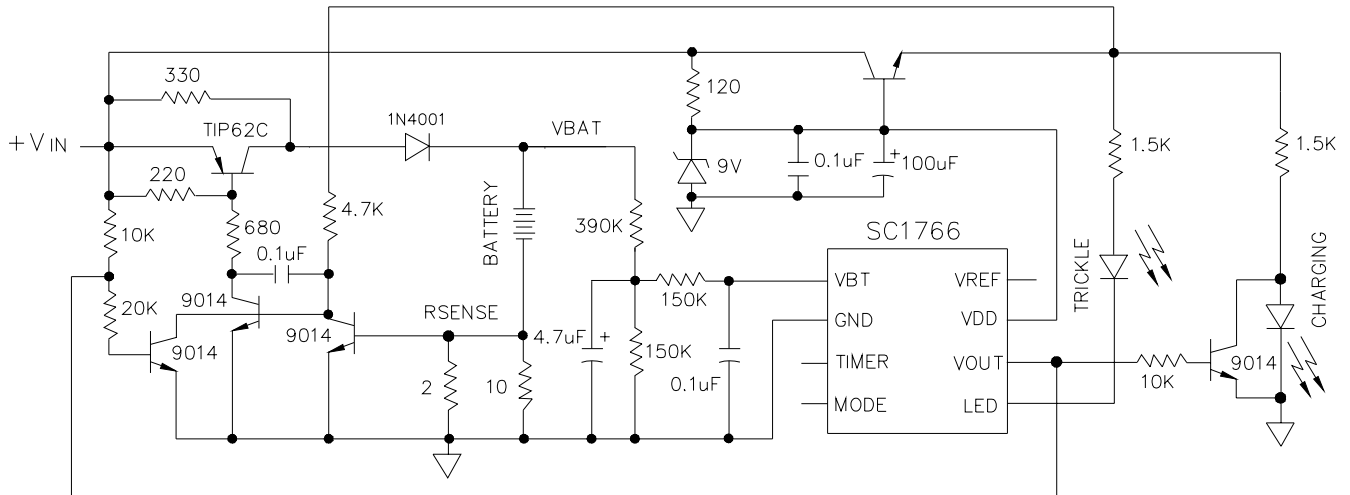 330
TIP62C
1N4001
VBAT
120
+VIN
220
9V
0.1uF
+
100uF
1.5K
1.5K
10K
680
4.7K
BATTERY
390K
SC1766
0.1uF
TRICKLE
CHARGING
20K
9014
9014
9014
RSENSE
150K
VBT
VREF
GND
VDD
4.7uF
+
150K
0.1uF
TIMER
VOUT
MODE
LED
2
10
10K
9014